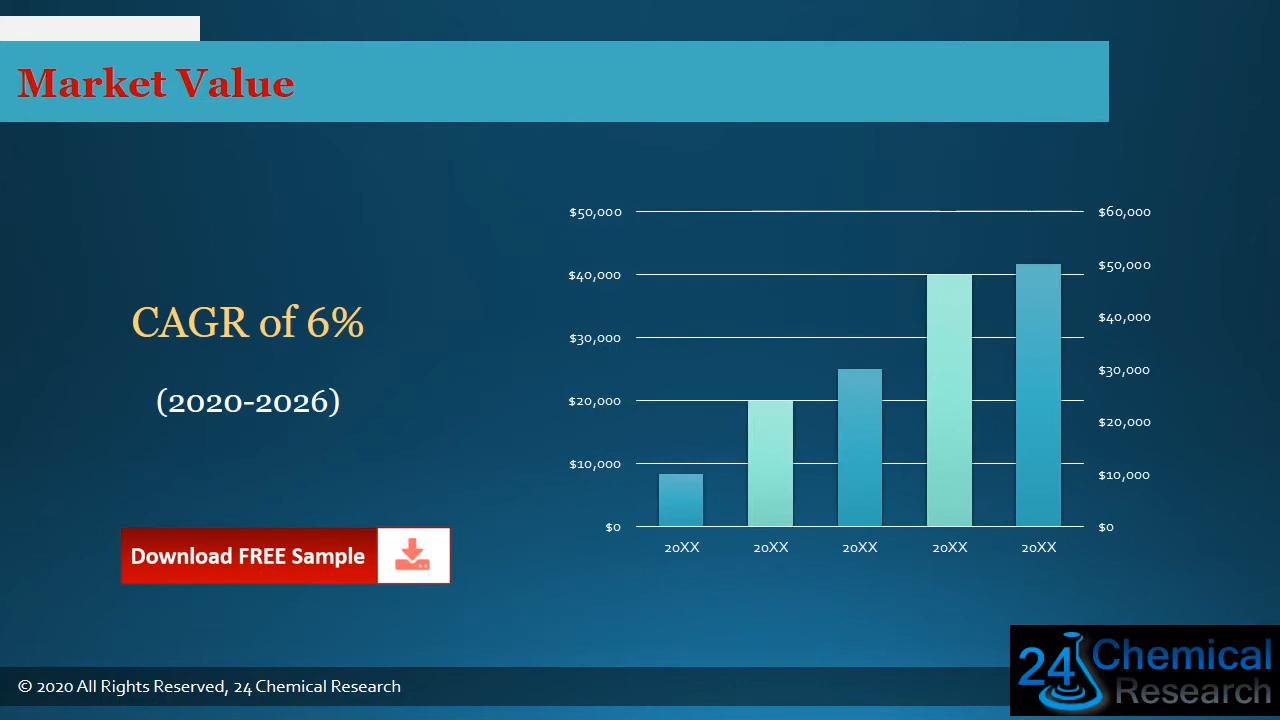 Market Value
CAGR of 6%
(2020-2026)
Download FREE Sample
$50,000
$40,000
$30,000
$20,000
$10,000
$0
$60,000
$50,000
$40,000
$30,000
$20,000
$10,000
$0
20XX 20XX 20XX 20XX 20XX
© 2020 All Rights Reserved, 24 Chemical Research
24 Chemical
Research